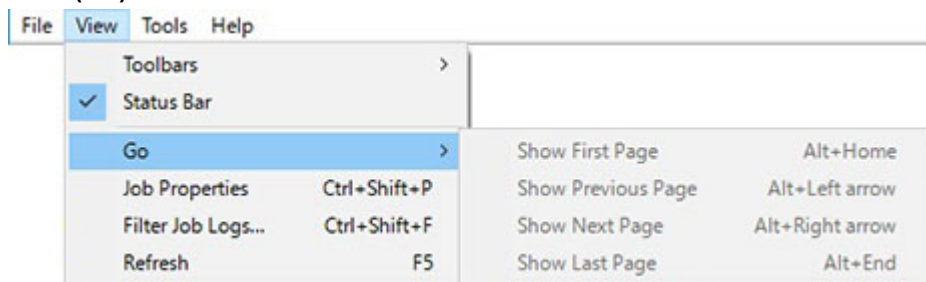 File View Tools Help
Toolbars >
✓ Status Bar
Go > Show First Page Alt+Home
Job Properties Ctrl+Shift+P Show Previous Page Alt+Left arrow
Filter Job Logs... Ctrl+Shift+F Show Next Page Alt+Right arrow
Refresh F5 Show Last Page Alt+End